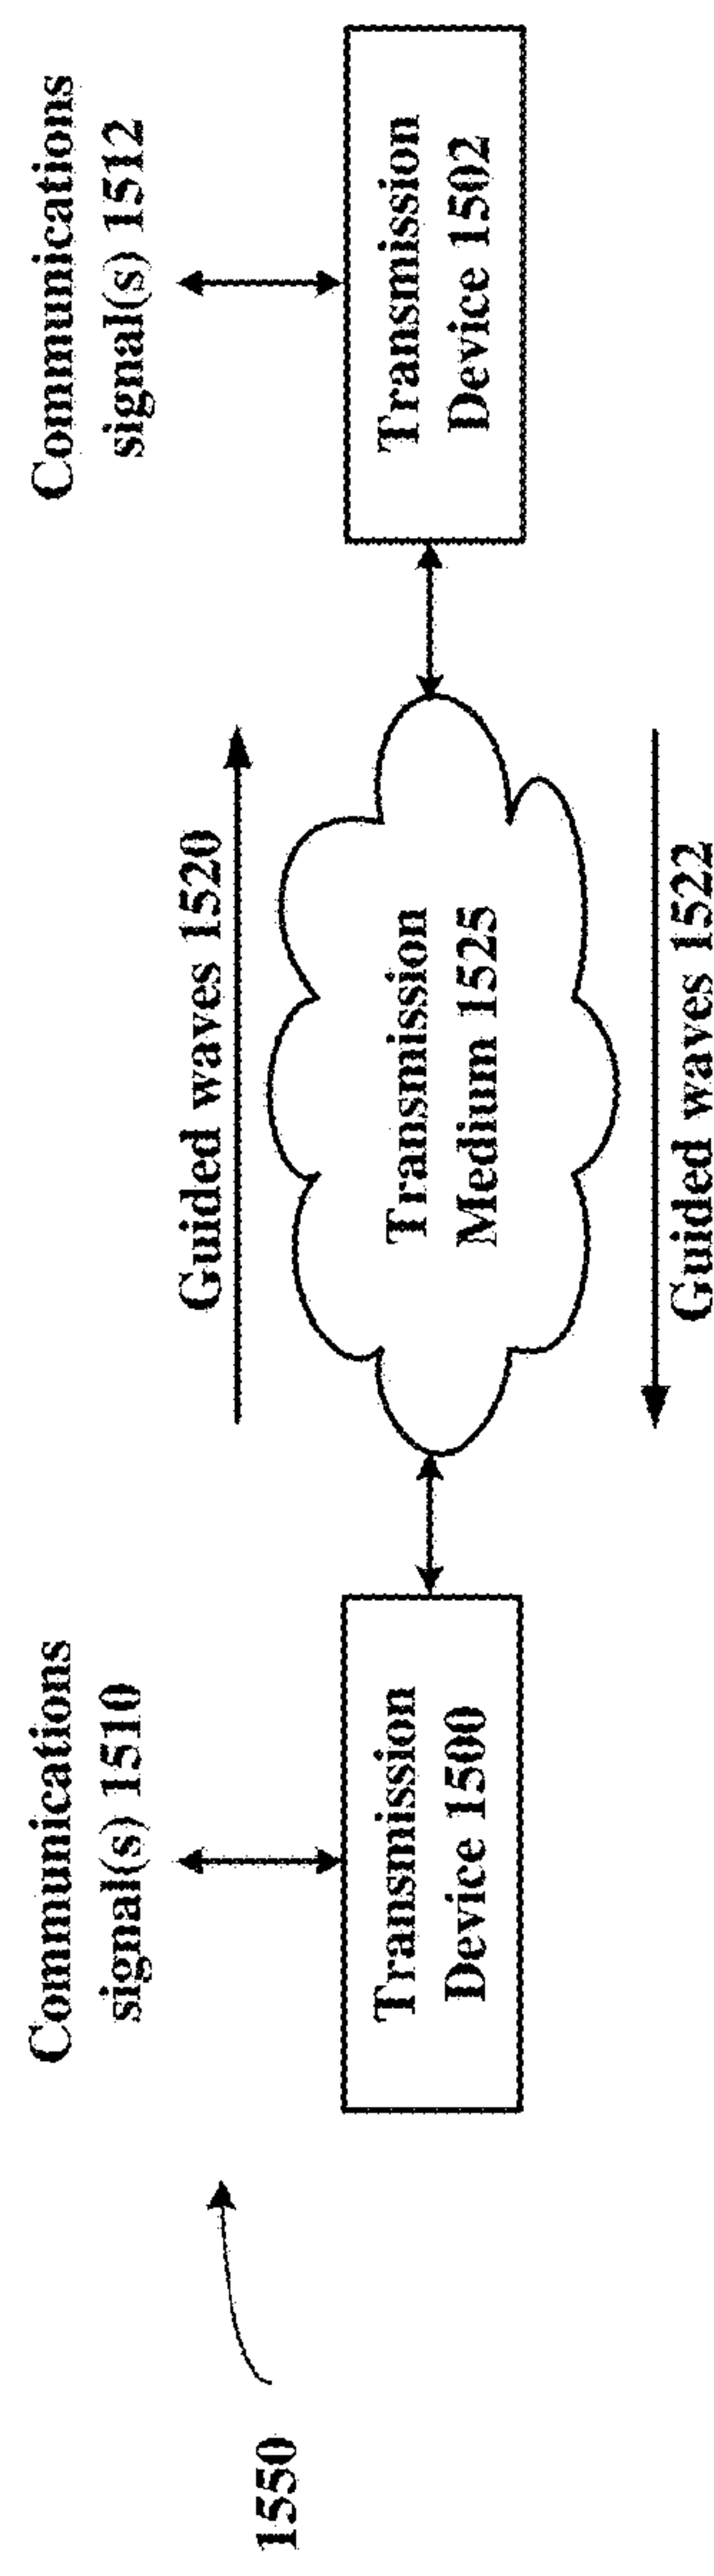 Communications
signal(s) 1510
Communications
signal(s) 1512
Guided waves 1520
Transmission
Device 1500
Transmission
Medium 1525
Transmission
Device 1502
Guided waves 1522
1550